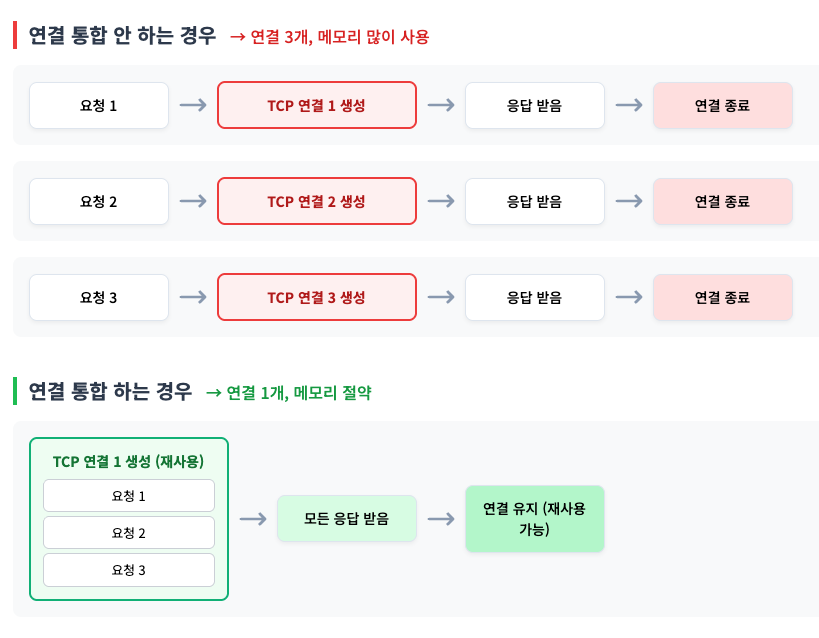 연결 통합 안 하는 경우 → 연결 3개, 메모리 많이 사용
요청 1 → TCP 연결 1 생성 → 응답 받음 → 연결 종료
요청 2 → TCP 연결 2 생성 → 응답 받음 → 연결 종료
요청 3 → TCP 연결 3 생성 → 응답 받음 → 연결 종료
연결 통합 하는 경우 → 연결 1개, 메모리 절약
TCP 연결 1 생성 (재사용)
요청 1
요청 2
요청 3
→ 모든 응답 받음
→ 연결 유지 (재사용
가능)